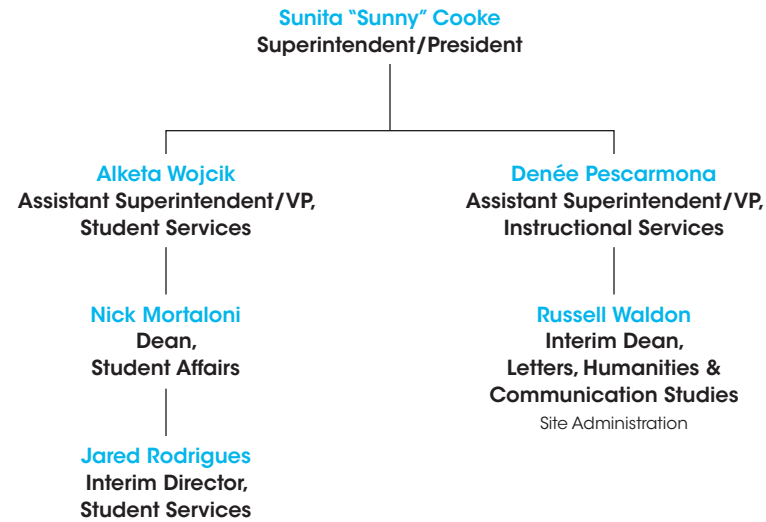 Sunita “Sunny” Cooke
Superintendent/President
Alketa Wojcik
Assistant Superintendent/VP,
Student Services
Denée Pescarmona
Assistant Superintendent/VP,
Instructional Services
Nick Mortaloni
Dean,
Student Affairs
Russell Waldon
Interim Dean,
Letters, Humanities &
Communication Studies
Site Administration
Jared Rodrigues
Interim Director,
Student Services